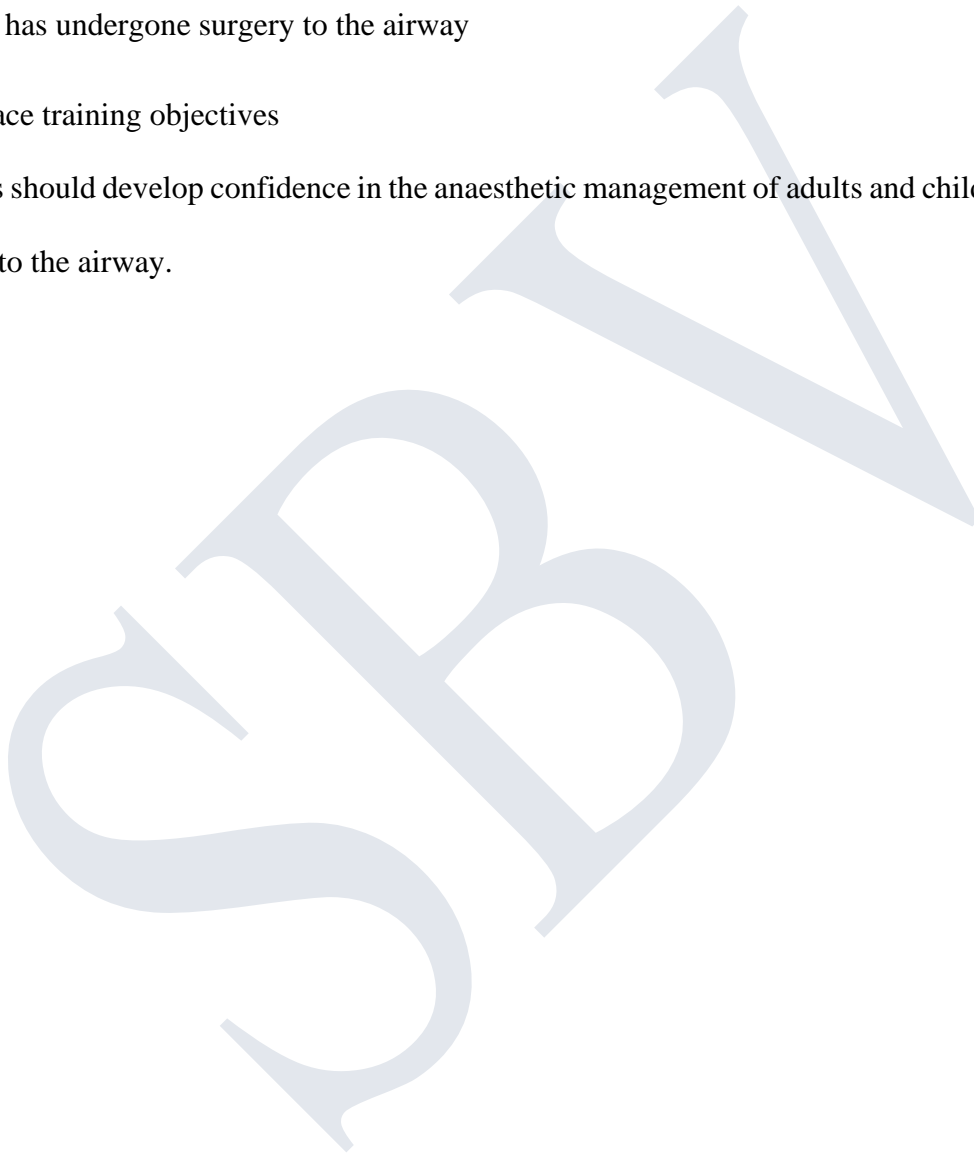 has undergone surgery to the airway
ace training objectives
s should develop confidence in the anaesthetic management of adults and chil
to the airway.
SBV